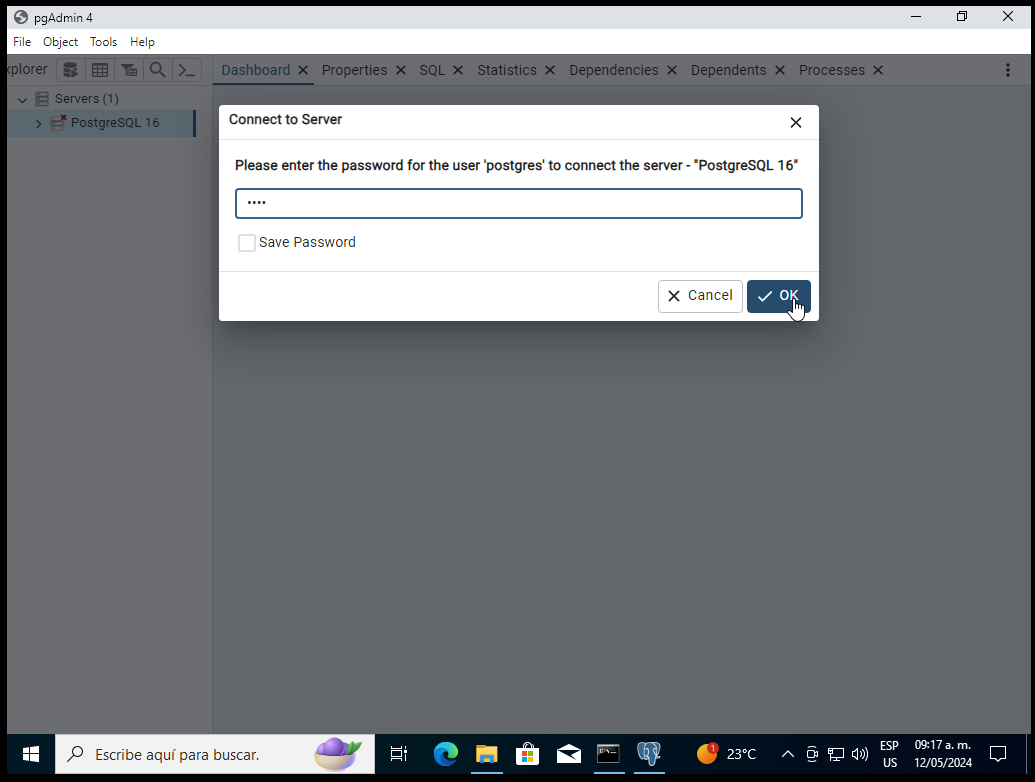 pgAdmin 4
File Object Tools Help
xplorer Dashboard Properties SQL Statistics Dependencies Dependents Processes
Servers (1)
PostgreSQL 16
Connect to Server
Please enter the password for the user 'postgres' to connect the server - "PostgreSQL 16"
••••
Save Password
Cancel OK
Escribe aquí para buscar. 1 23°C ESP 09:17 a. m.
US 12/05/2024